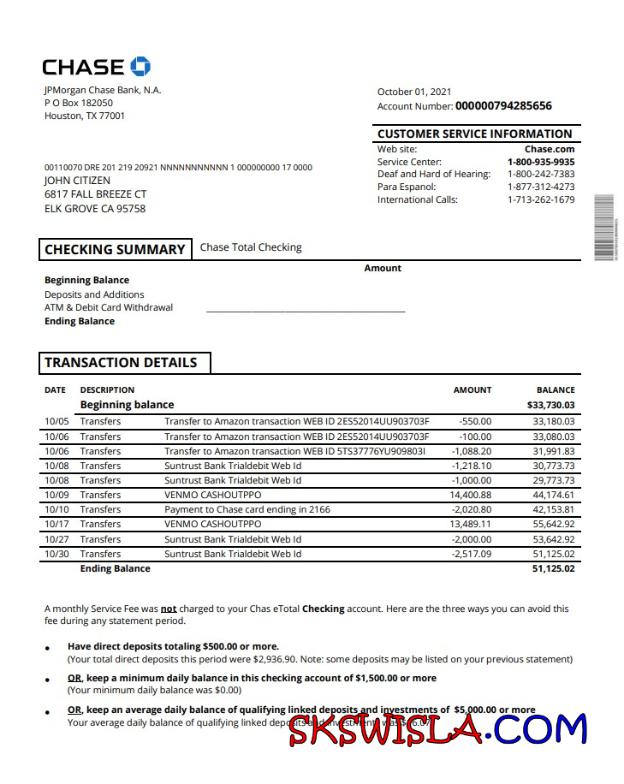 CHASE
JPMorgan Chase Bank, N.A.
P O Box 182050
Houston, TX 77001
October 01, 2021
Account Number: 000000794285656
CUSTOMER SERVICE INFORMATION
Web site: Chase.com
Service Center: 1-800-935-9935
Deaf and Hard of Hearing: 1-800-242-7383
Para Espanol: 1-877-312-4273
International Calls: 1-713-262-1679
00110070 DRE 201 219 20921 NNNNNNNNNNN 1 000000000 17 0000
JOHN CITIZEN
6817 FALL BREEZE CT
ELK GROVE CA 95758
CHECKING SUMMARY Chase Total Checking
Amount
Beginning Balance
Deposits and Additions
ATM & Debit Card Withdrawal
Ending Balance
TRANSACTION DETAILS
DATE DESCRIPTION AMOUNT BALANCE
Beginning balance $33,730.03
10/05 Transfers Transfer to Amazon transaction WEB ID 2ES52014UU903703F -550.00 33,180.03
10/06 Transfers Transfer to Amazon transaction WEB ID 2ES52014UU903703F -100.00 33,080.03
10/06 Transfers Transfer to Amazon transaction WEB ID 5TS37776YU909803I -1,088.20 31,991.83
10/08 Transfers Suntrust Bank Trialdebit Web Id -1,218.10 30,773.73
10/08 Transfers Suntrust Bank Trialdebit Web Id -1,000.00 29,773.73
10/09 Transfers VENMO CASHOUTPPO 14,400.88 44,174.61
10/10 Transfers Payment to Chase card ending in 2166 -2,020.80 42,153.81
10/17 Transfers VENMO CASHOUTPPO 13,489.11 55,642.92
10/27 Transfers Suntrust Bank Trialdebit Web Id -2,000.00 53,642.92
10/30 Transfers Suntrust Bank Trialdebit Web Id -2,517.09 51,125.02
Ending Balance 51,125.02
A monthly Service Fee was not charged to your Chas eTotal Checking account. Here are the three ways you can avoid this
fee during any statement period.
• Have direct deposits totaling $500.00 or more.
(Your total direct deposits this period were $2,936.90. Note: some deposits may be listed on your previous statement)
• OR, keep a minimum daily balance in this checking account of $1,500.00 or more
(Your minimum daily balance was $0.00)
• OR, keep an average daily balance of qualifying linked deposits and investments of $5,000.00 or more
Your average daily balance of qualifying linked deposits and investments was
SKSWISLA.COM